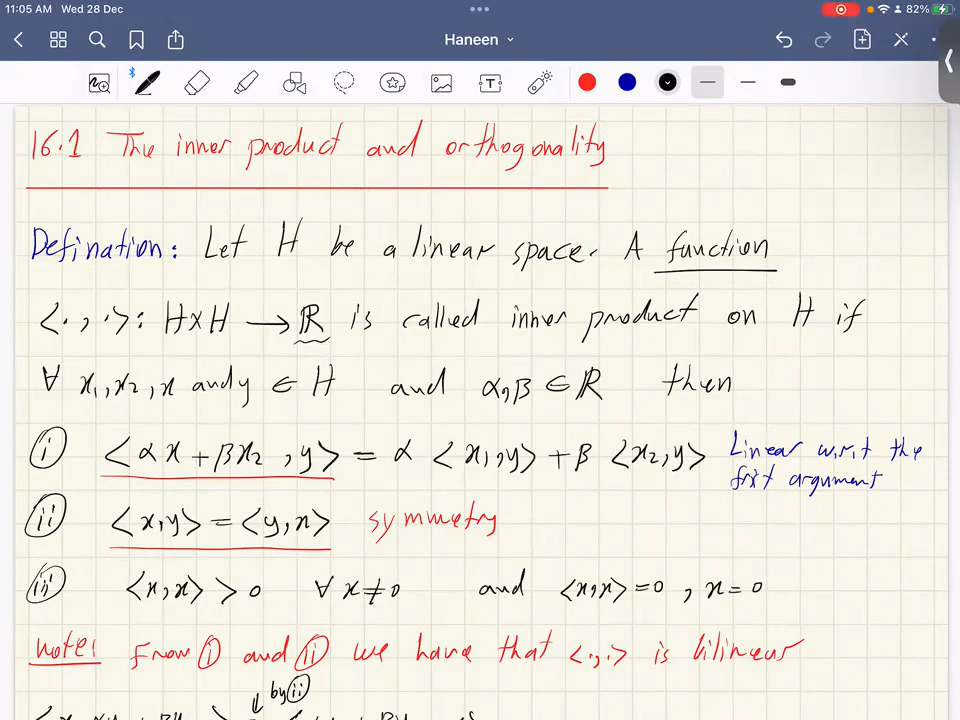 11:05 AM Wed 28 Dec
82%
Haneen
16.1 The inner product and orthogonality
Defination: Let H be a linear space. A function
<·,·>: H×H → ℝ is called inner product on H if
∀ x₁, x₂, x and y ∈ H and α, β ∈ ℝ then
(i) <αx + βx₂, y> = α <x₁, y> + β <x₂, y> Linear w.r.t the
first argument
(ii) <x,y> = <y,x> symmetry
(iii) <x,x> > 0 ∀ x ≠ 0 and <x,x> = 0, x = 0
note: From (i) and (ii) we have that <·,·> is bilinear
by (ii)